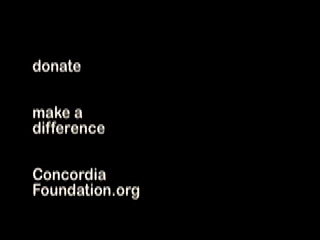 donate
make a
difference
Concordia
Foundation.org